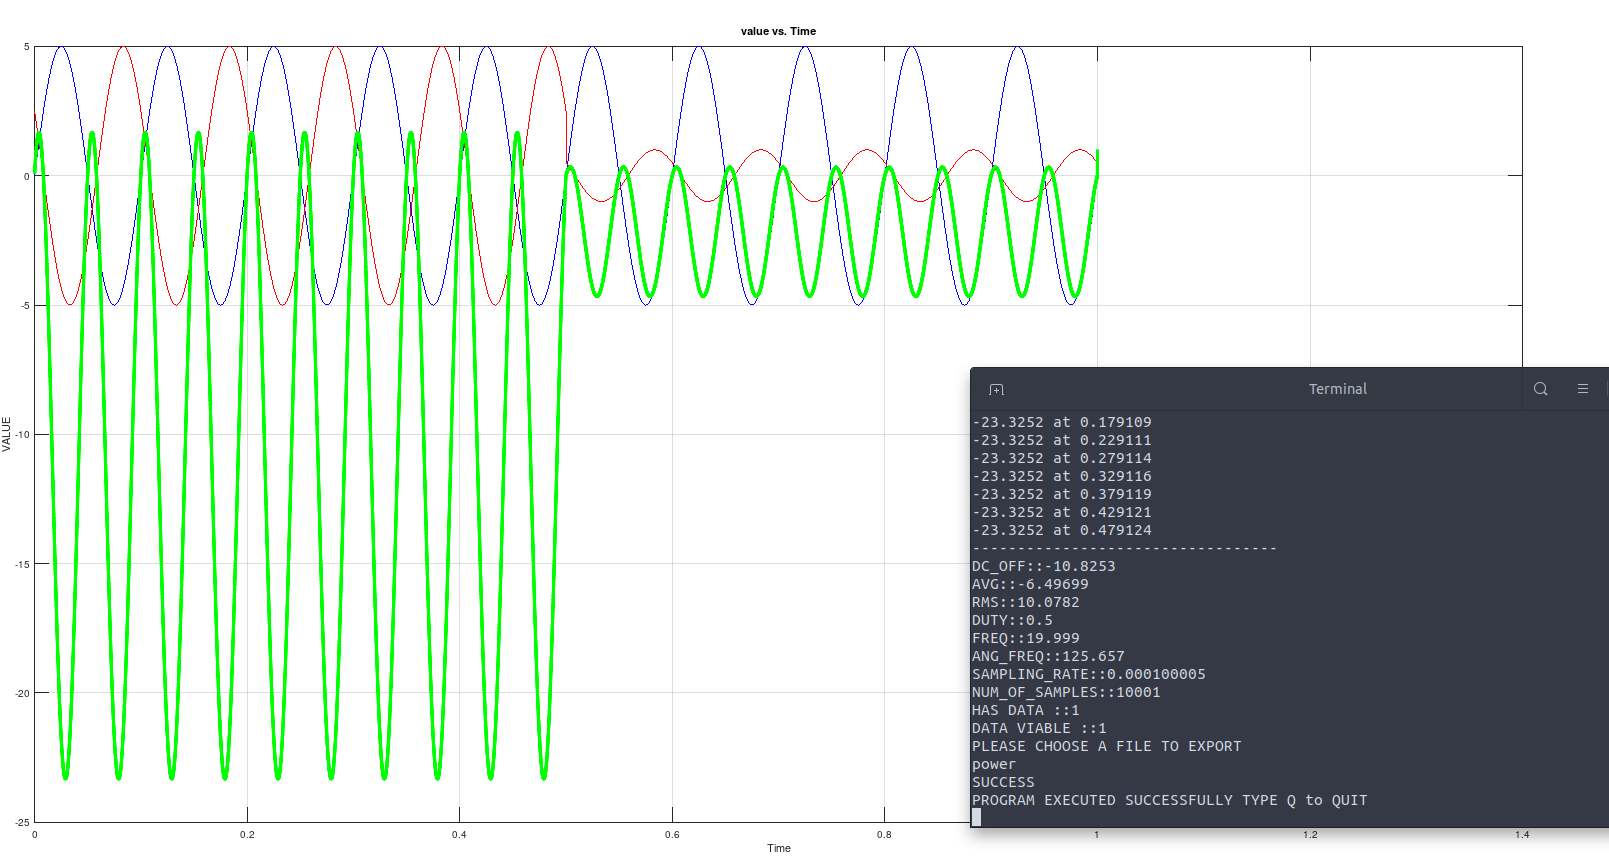 value vs. Time
5
0
-5
-10
-15
-20
-25
VALUE
0
0.2
0.4
0.6
0.8
1
1.2
1.4
Time
Terminal
-23.3252 at 0.179109
-23.3252 at 0.229111
-23.3252 at 0.279114
-23.3252 at 0.329116
-23.3252 at 0.379119
-23.3252 at 0.429121
-23.3252 at 0.479124
----------------------------------
DC_OFF::-10.8253
AVG::-6.49699
RMS::10.0782
DUTY::0.5
FREQ::19.999
ANG_FREQ::125.657
SAMPLING_RATE::0.000100005
NUM_OF_SAMPLES::10001
HAS DATA ::1
DATA VIABLE ::1
PLEASE CHOOSE A FILE TO EXPORT
power
SUCCESS
PROGRAM EXECUTED SUCCESSFULLY TYPE Q to QUIT